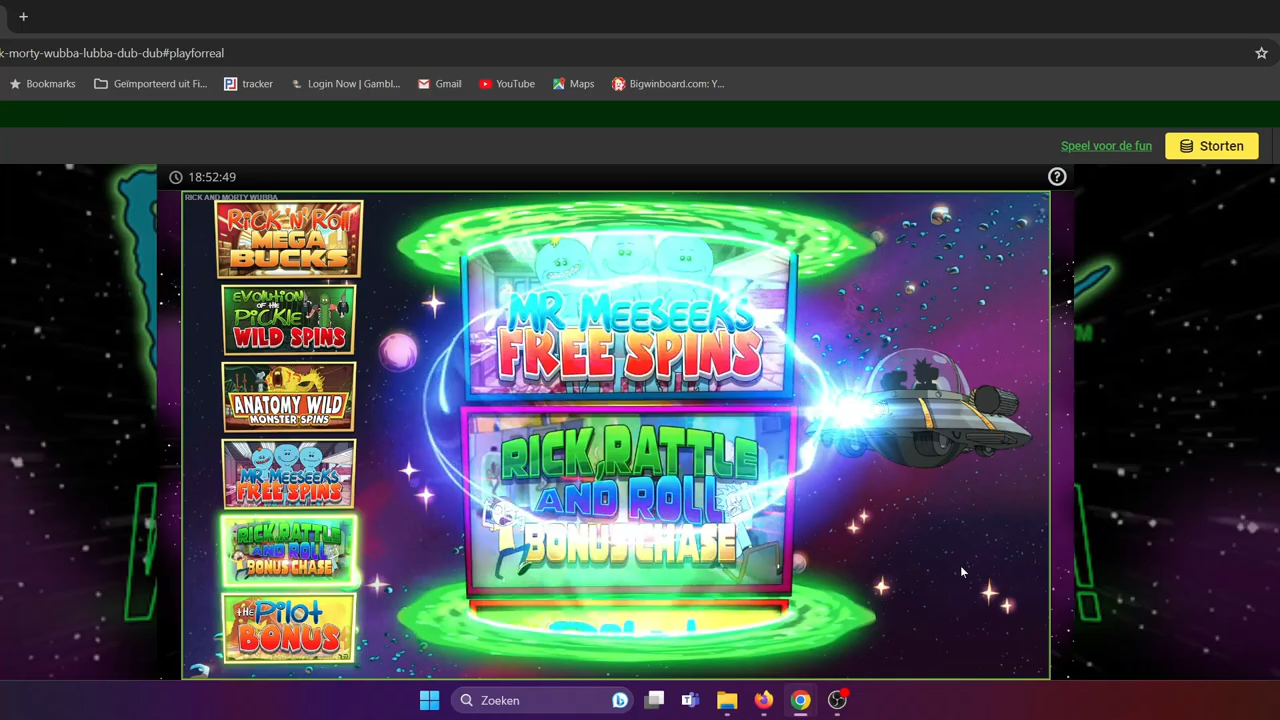 k-morty-wubba-lubba-dub-dub#playforreal
Bookmarks
Geïmporteerd uit Fi...
tracker
Login Now | Gambl...
Gmail
YouTube
Maps
Bigwinboard.com: Y...
Speel voor de fun
Storten
18:52:49
RICK AND MORTY WUBBA
RICK 'N' ROLL
MEGA
BUCKS
EVOLUTION
OF THE
PICKLE
WILD SPINS
ANATOMY WILD
MONSTER SPINS
MR MEESEEKS
FREE SPINS
RICK, RATTLE
AND ROLL
BONUS CHASE
THE PILOT
BONUS
MR MEESEEKS
FREE SPINS
RICK, RATTLE
AND ROLL
BONUS CHASE
Zoeken